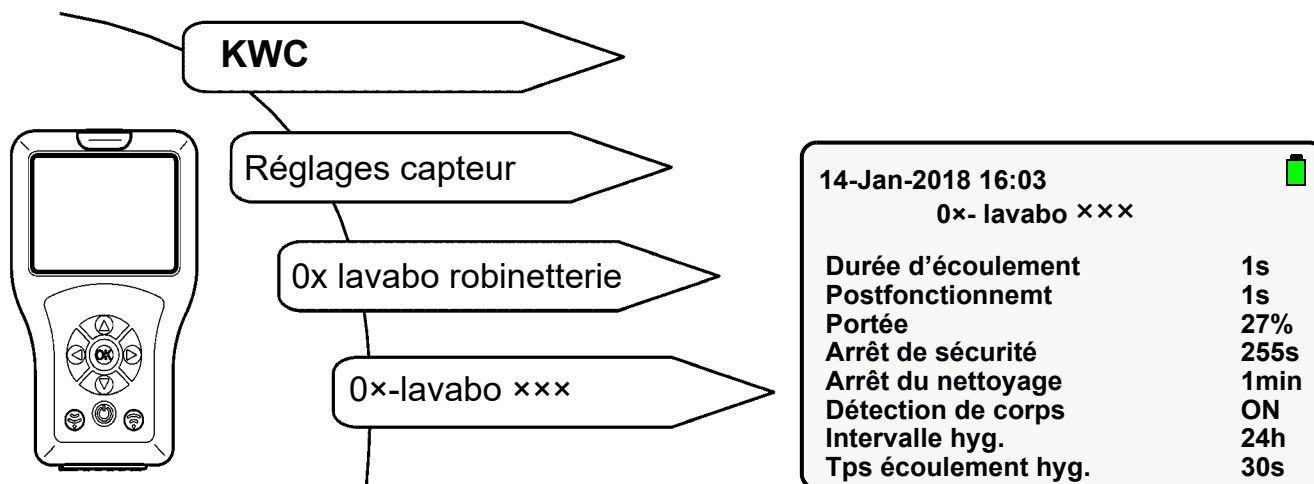 KWC
Réglages capteur
0x lavabo robinetterie
0×-lavabo ×××
OK
14-Jan-2018 16:03
0×- lavabo ×××
Durée d’écoulement 1s
Postfonctionnemt 1s
Portée 27%
Arrêt de sécurité 255s
Arrêt du nettoyage 1min
Détection de corps ON
Intervalle hyg. 24h
Tps écoulement hyg. 30s